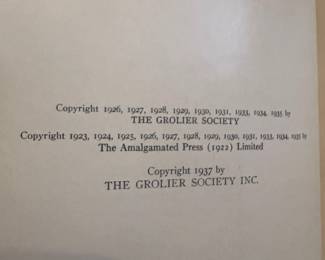 Copyright 1926, 1927, 1928, 1929, 1930, 1931, 1933, 1934, 1935 by
THE GROLIER SOCIETY
Copyright 1923, 1924, 1925, 1926, 1927, 1928, 1929, 1930, 1931, 1933, 1934, 1935 by
The Amalgamated Press (1922) Limited
Copyright 1937 by
THE GROLIER SOCIETY INC.